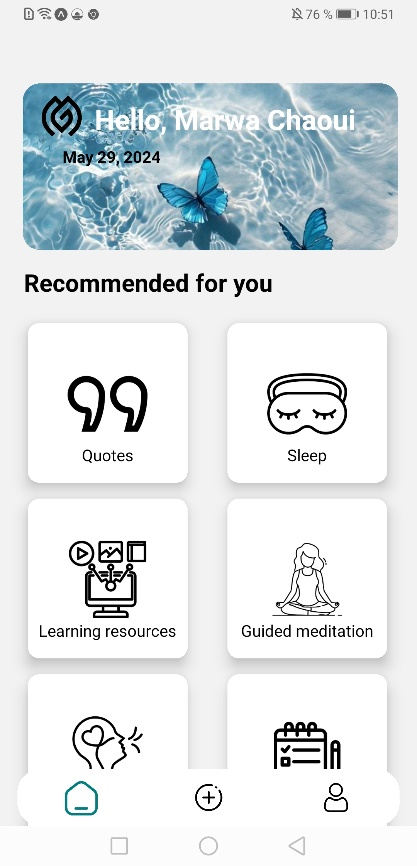 76 % 10:51
Hello, Marwa Chaoui
May 29, 2024
Recommended for you
Quotes
Sleep
Learning resources
Guided meditation